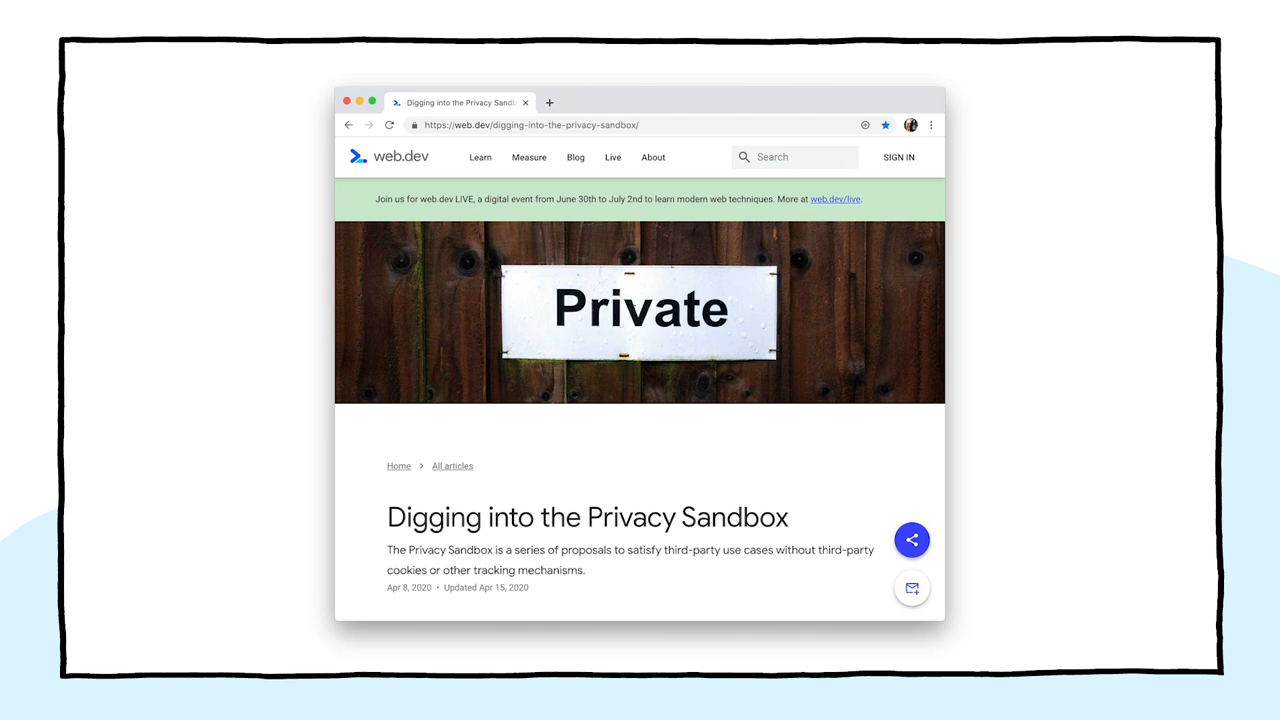 Digging into the Privacy Sandb
https://web.dev/digging-into-the-privacy-sandbox/
web.dev
Learn Measure Blog Live About Search SIGN IN
Join us for web.dev LIVE, a digital event from June 30th to July 2nd to learn modern web techniques. More at web.dev/live.
Private
Home > All articles
Digging into the Privacy Sandbox
The Privacy Sandbox is a series of proposals to satisfy third-party use cases without third-party
cookies or other tracking mechanisms.
Apr 8, 2020 • Updated Apr 15, 2020